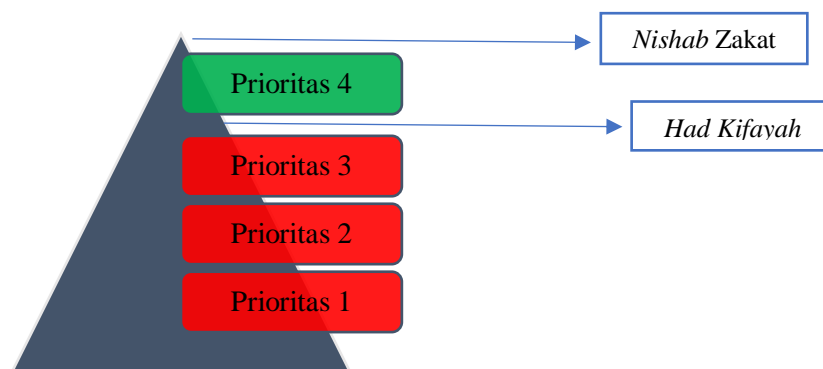 Nishab Zakat
Prioritas 4
Had Kifayah
Prioritas 3
Prioritas 2
Prioritas 1